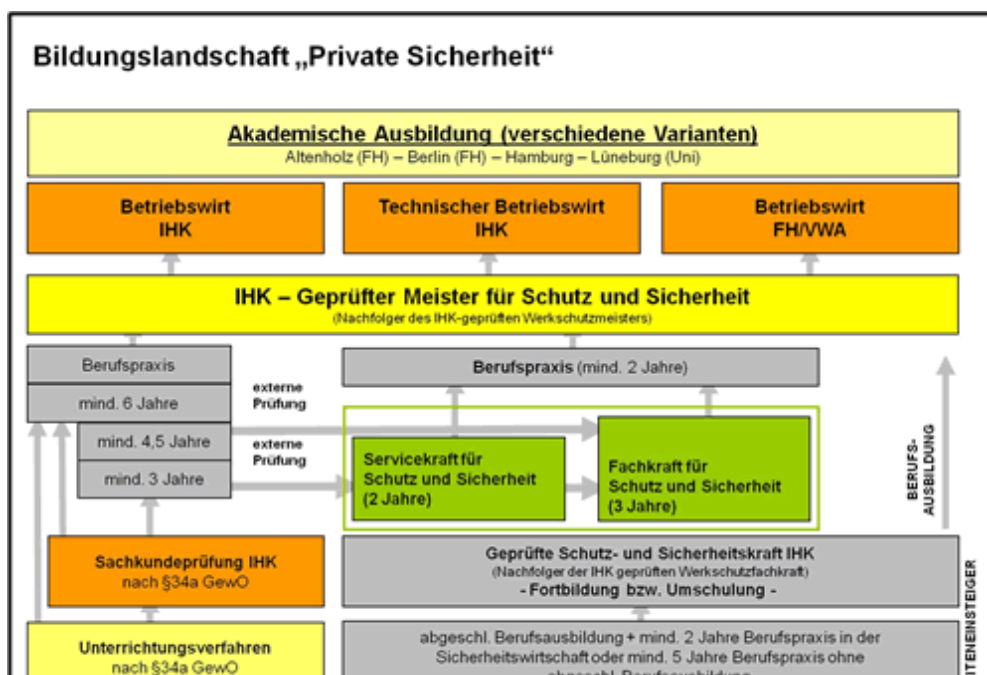 Bildungslandschaft „Private Sicherheit“
Akademische Ausbildung (verschiedene Varianten)
Altenholz (FH) – Berlin (FH) – Hamburg – Lüneburg (Uni)
Betriebswirt
IHK
Technischer Betriebswirt
IHK
Betriebswirt
FH/VWA
IHK – Geprüfter Meister für Schutz und Sicherheit
(Nachfolger des IHK-geprüften Werkschutzmeisters)
Berufspraxis
mind. 6 Jahre
mind. 4,5 Jahre
mind. 3 Jahre
externe
Prüfung
externe
Prüfung
Berufspraxis (mind. 2 Jahre)
Servicekraft für
Schutz und Sicherheit
(2 Jahre)
Fachkraft für
Schutz und Sicherheit
(3 Jahre)
BERUFS-
AUSBILDUNG
Sachkundeprüfung IHK
nach §34a GewO
Geprüfte Schutz- und Sicherheitskraft IHK
(Nachfolger der IHK geprüften Werkschutzfachkraft)
- Fortbildung bzw. Umschulung -
Unterrichtungsverfahren
nach §34a GewO
abgeschl. Berufsausbildung + mind. 2 Jahre Berufspraxis in der
Sicherheitswirtschaft oder mind. 5 Jahre Berufspraxis ohne
abgeschl. Berufsausbildung
ITENEINSTEIGER